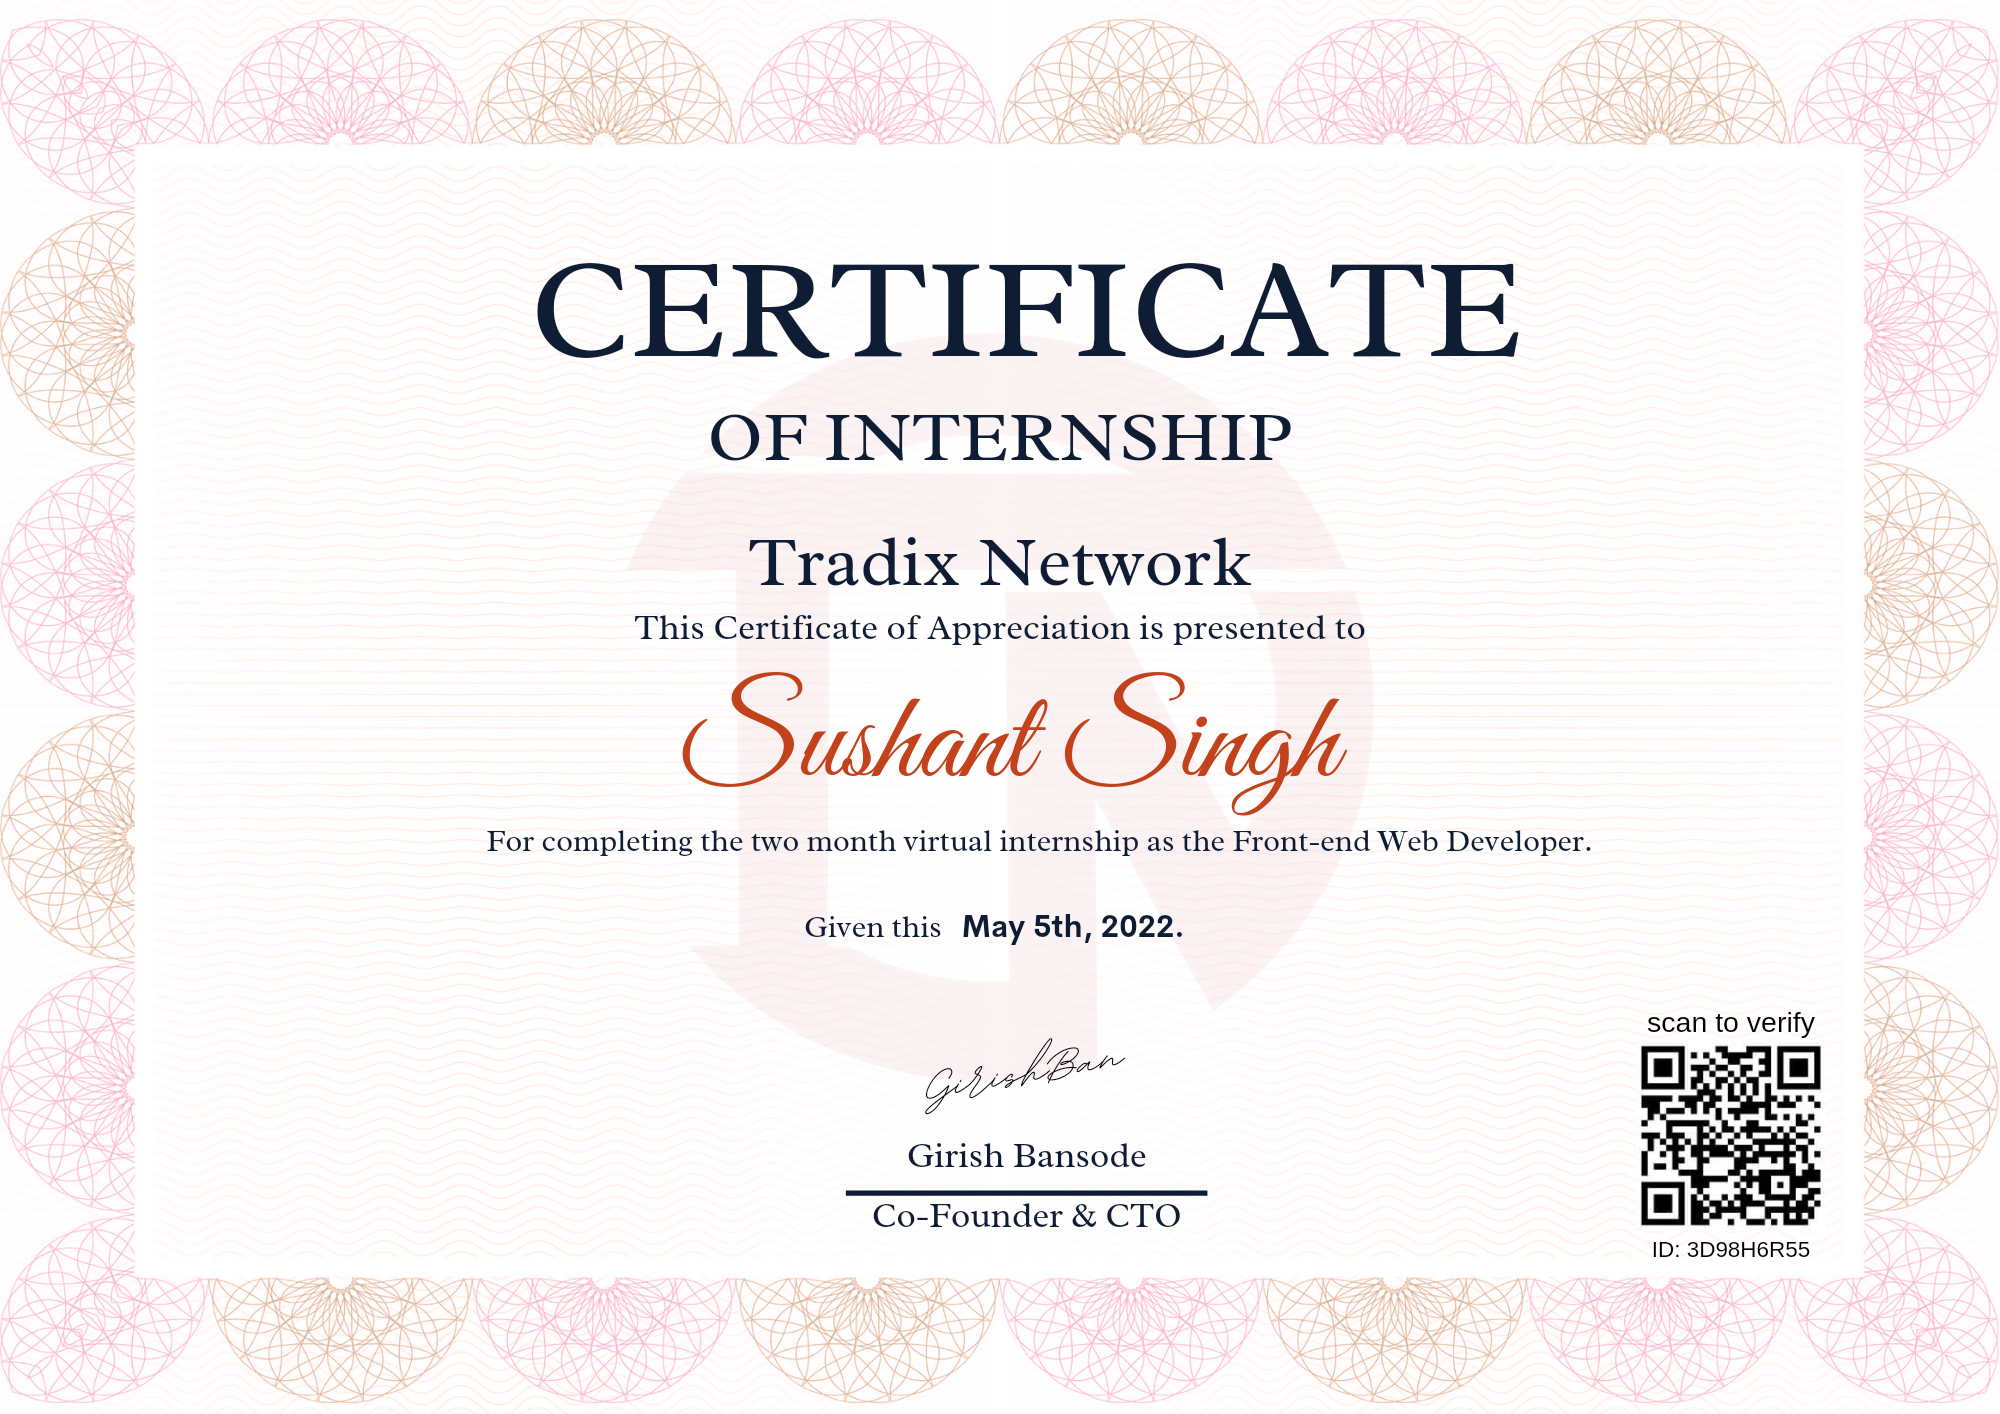 CERTIFICATE
OF INTERNSHIP
Tradix Network
This Certificate of Appreciation is presented to
Sushant Singh
For completing the two month virtual internship as the Front-end Web Developer.
Given this May 5th, 2022.
GirishBan
Girish Bansode
Co-Founder & CTO
scan to verify
ID: 3D98H6R55